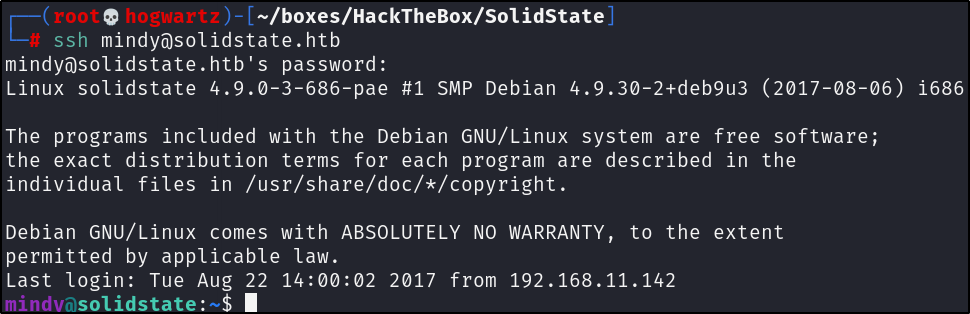 ┌──(root💀hogwartz)-[~/boxes/HackTheBox/SolidState]
└─# ssh mindy@solidstate.htb
mindy@solidstate.htb's password:
Linux solidstate 4.9.0-3-686-pae #1 SMP Debian 4.9.30-2+deb9u3 (2017-08-06) i686
The programs included with the Debian GNU/Linux system are free software;
the exact distribution terms for each program are described in the
individual files in /usr/share/doc/*/copyright.
Debian GNU/Linux comes with ABSOLUTELY NO WARRANTY, to the extent
permitted by applicable law.
Last login: Tue Aug 22 14:00:02 2017 from 192.168.11.142
mindy@solidstate:~$